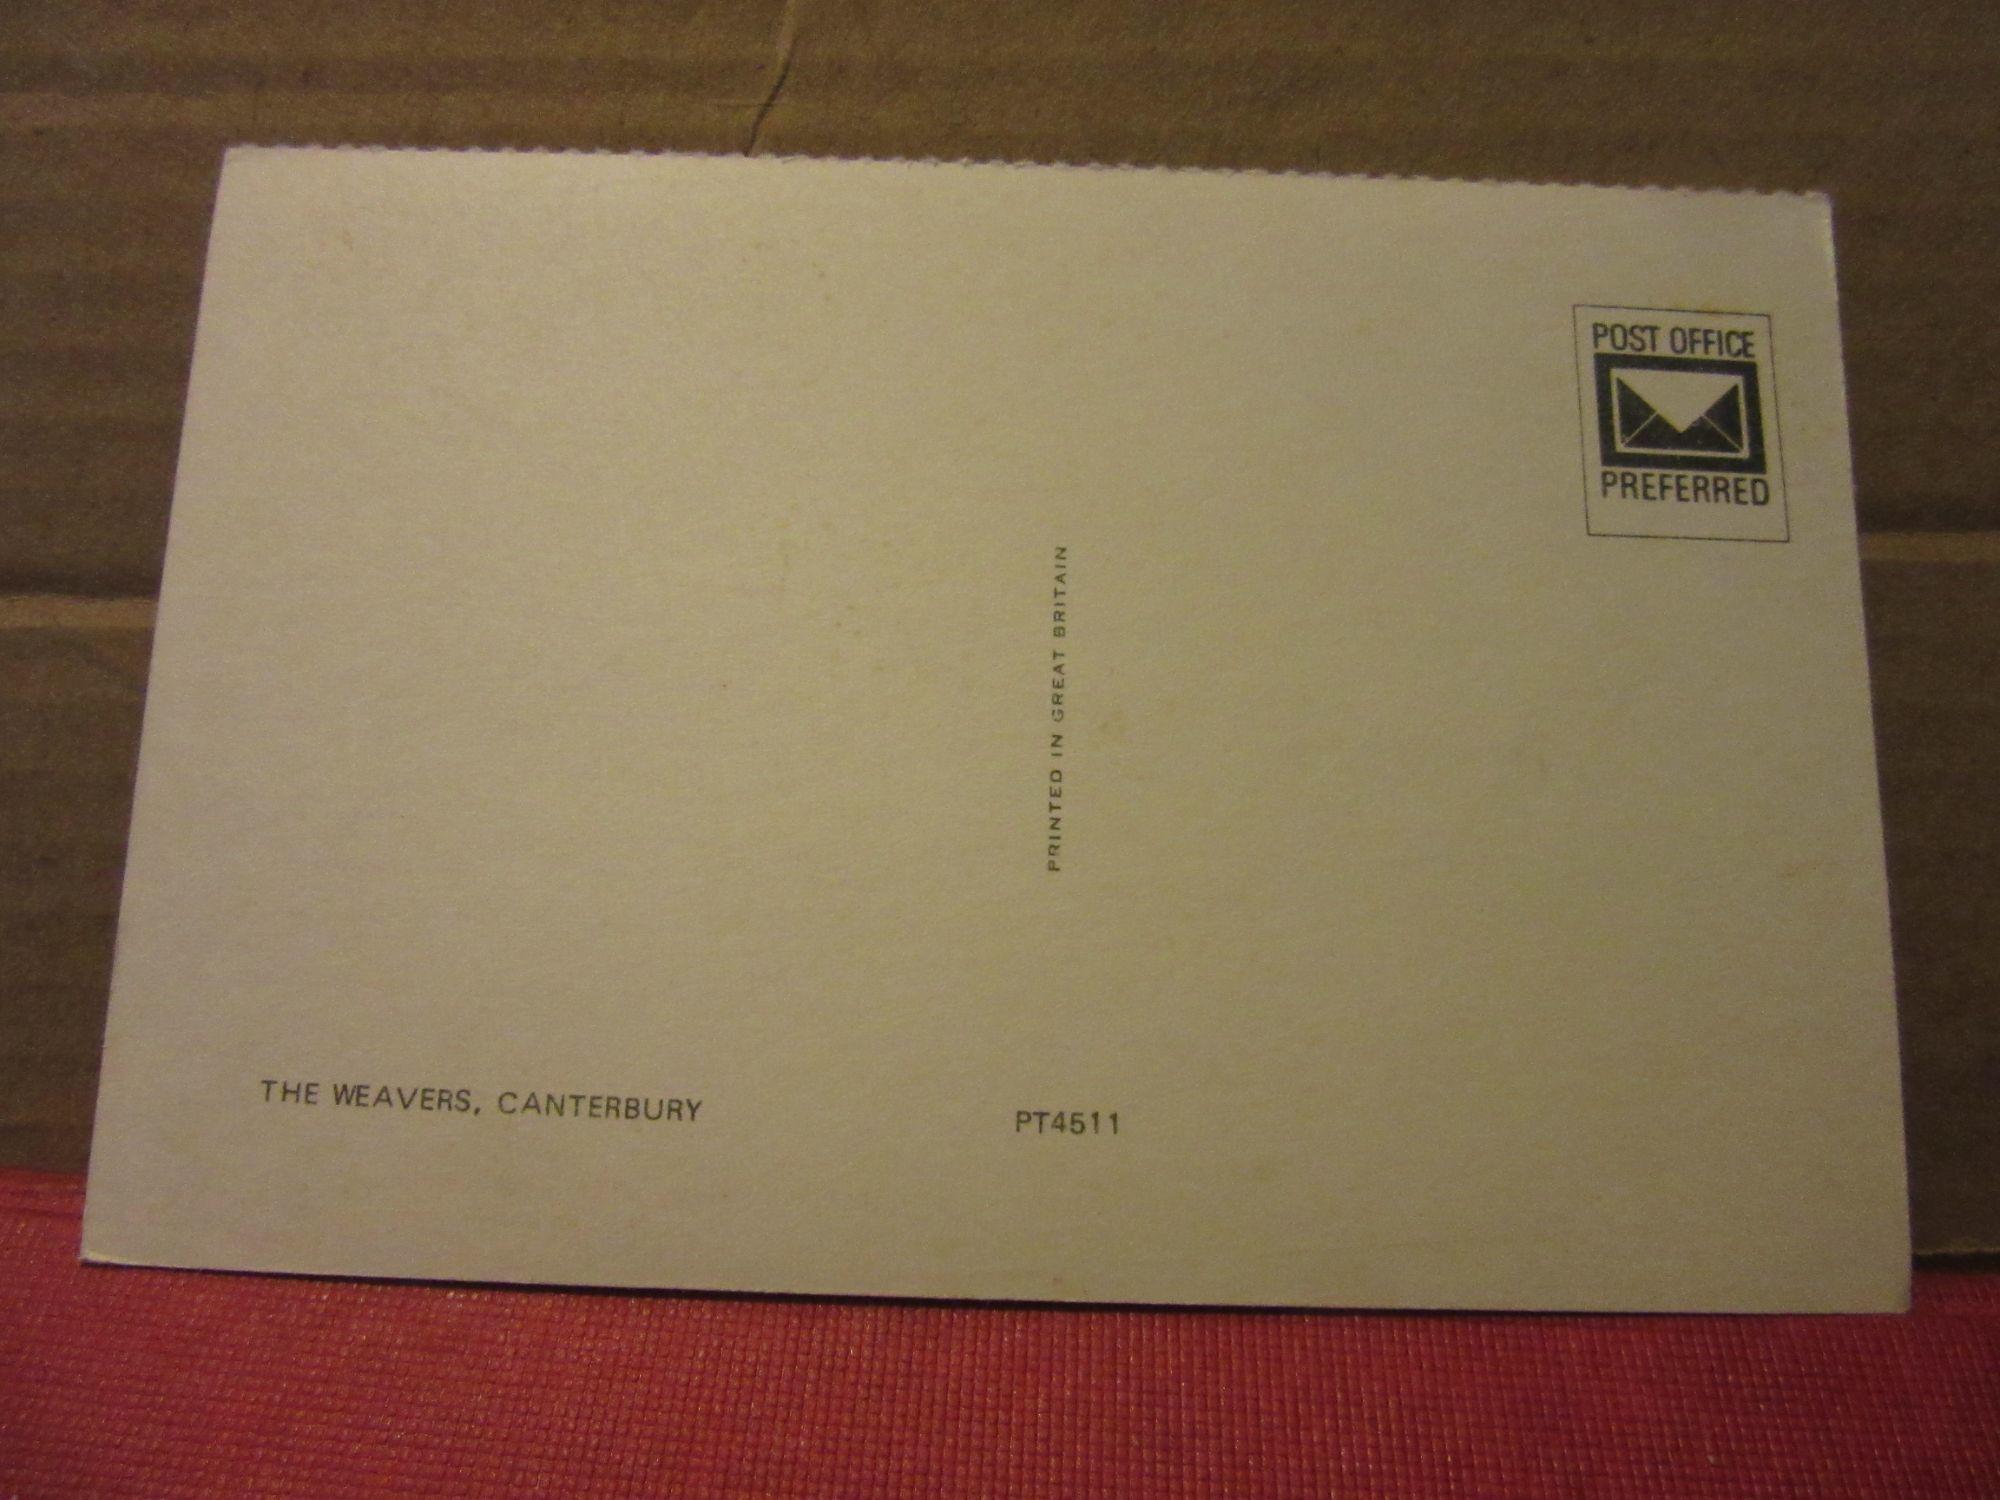 POST OFFICE
PREFERRED
PRINTED IN GREAT BRITAIN
THE WEAVERS, CANTERBURY
PT4511